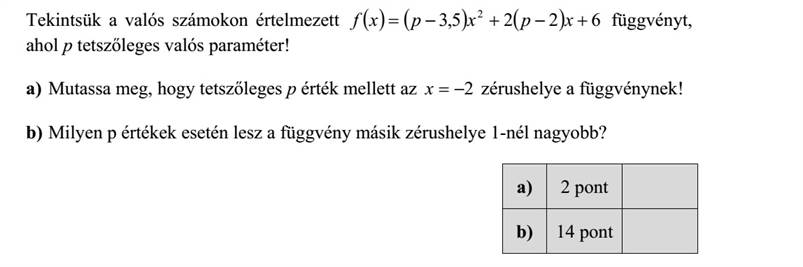 Tekintsük a valós számokon értelmezett f(x)=(p−3,5)x²+2(p−2)x+6 függvényt,
ahol p tetszőleges valós paraméter!
a) Mutassa meg, hogy tetszőleges p érték mellett az x = −2 zérushelye a függvénynek!
b) Milyen p értékek esetén lesz a függvény másik zérushelye 1-nél nagyobb?
a) 2 pont
b) 14 pont